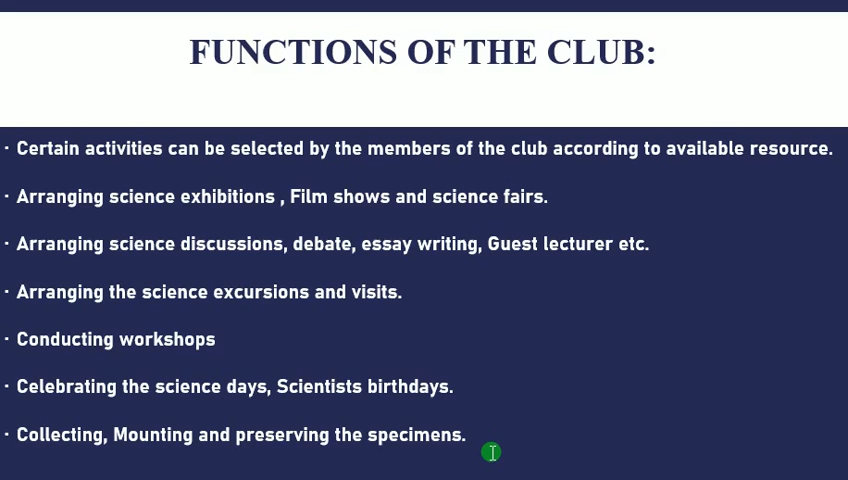 FUNCTIONS OF THE CLUB:
· Certain activities can be selected by the members of the club according to available resource.
· Arranging science exhibitions , Film shows and science fairs.
· Arranging science discussions, debate, essay writing, Guest lecturer etc.
· Arranging the science excursions and visits.
· Conducting workshops
· Celebrating the science days, Scientists birthdays.
· Collecting, Mounting and preserving the specimens.